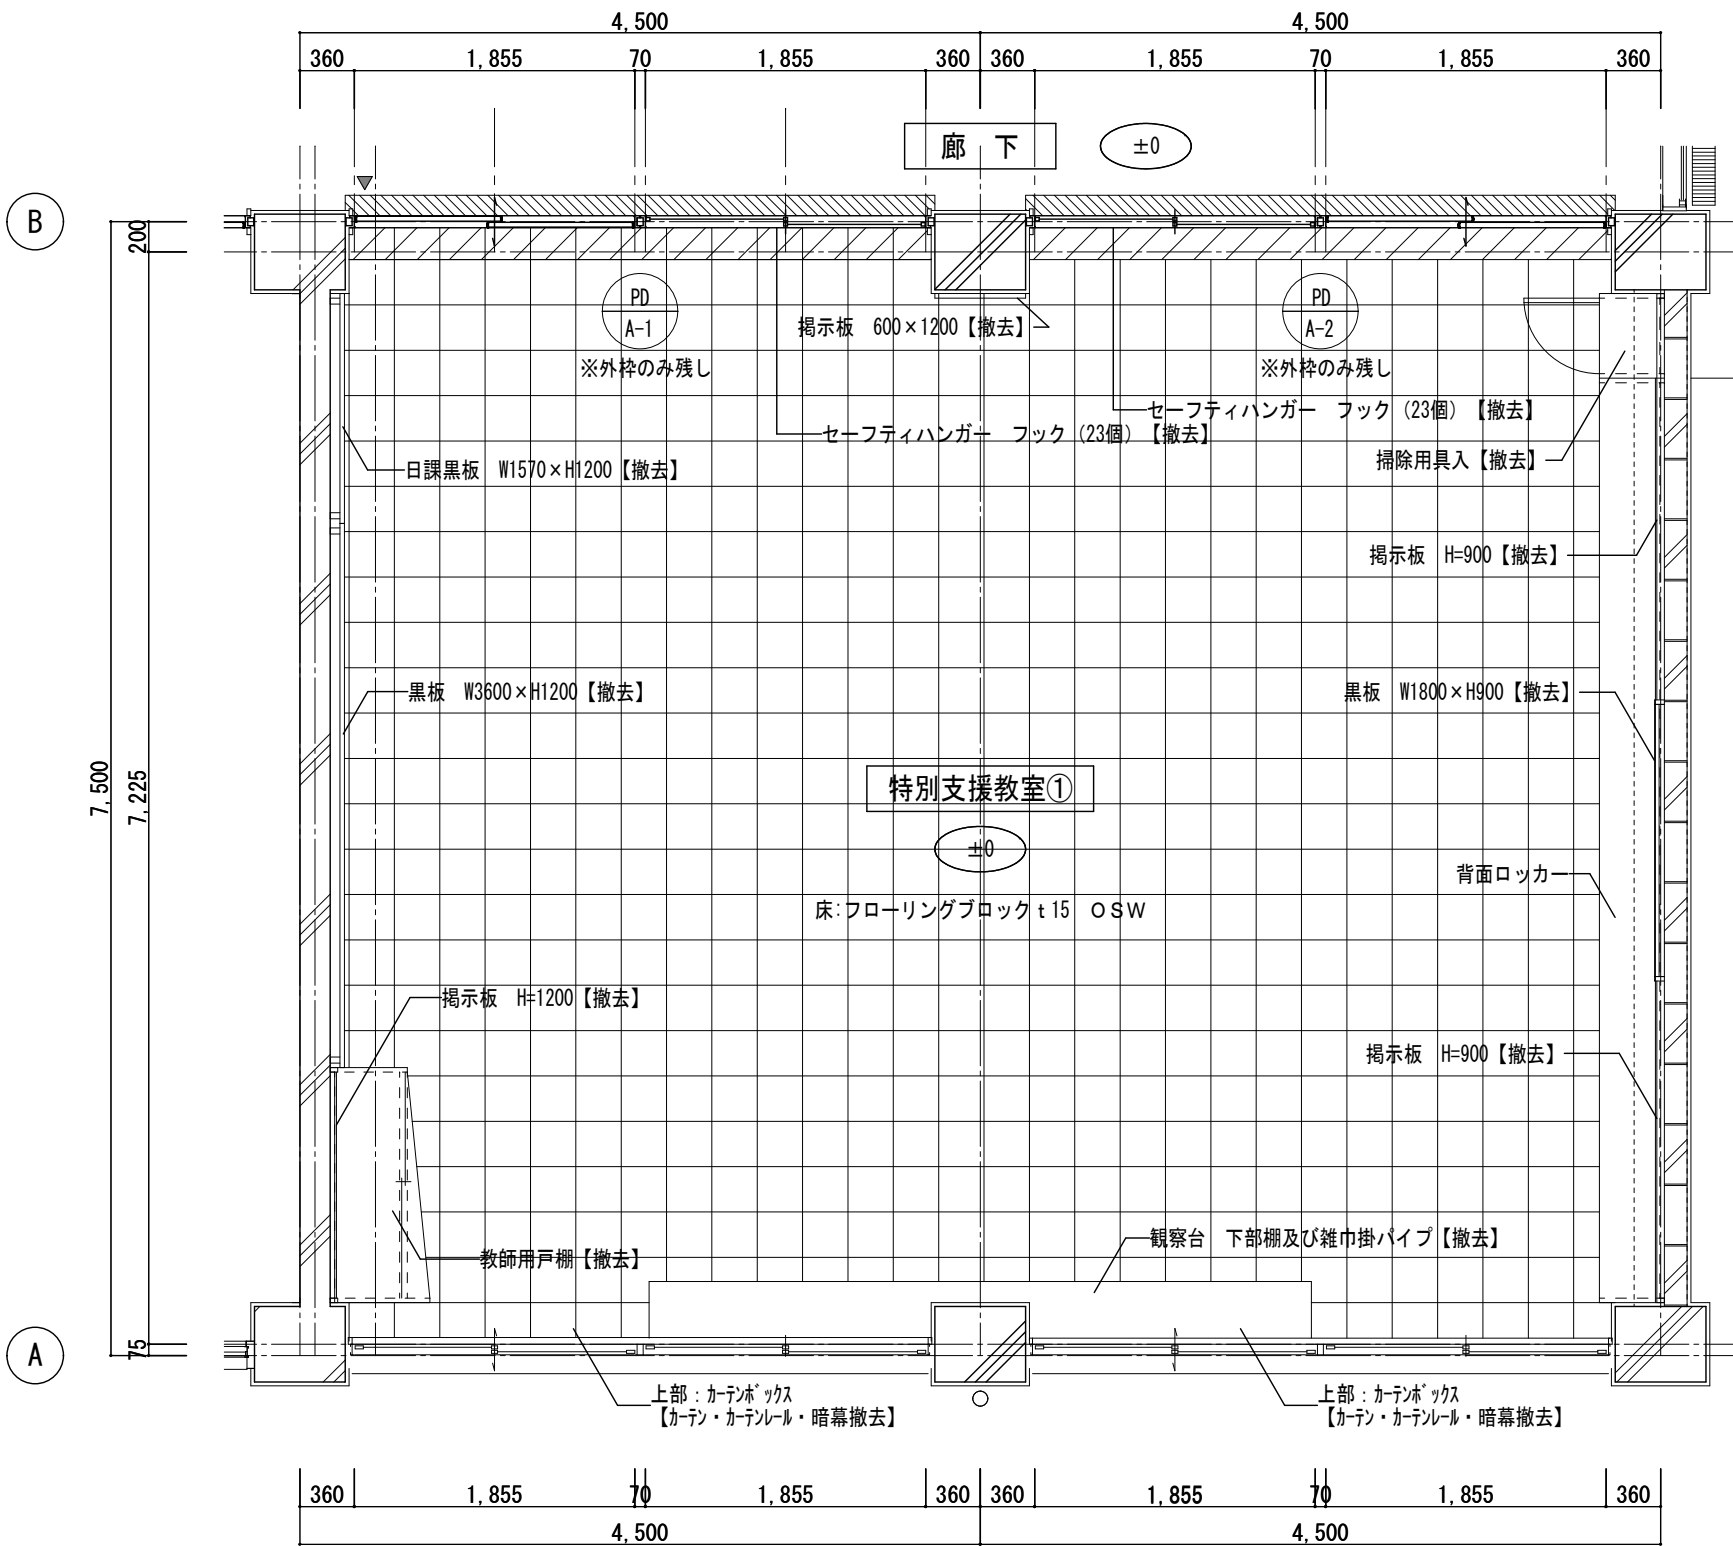 4,500 4,500
360 1,855 70 1,855 360 360 1,855 70 1,855 360
廊　下 ±0
B
200
PD
A-1
※外枠のみ残し
掲示板　600×1200【撤去】
PD
A-2
※外枠のみ残し
セーフティハンガー　フック（23個）【撤去】
セーフティハンガー　フック（23個）【撤去】
日課黒板　W1570×H1200【撤去】
掃除用具入【撤去】
掲示板　H=900【撤去】
黒板　W3600×H1200【撤去】
黒板　W1800×H900【撤去】
7,500
7,225
特別支援教室①
±0
背面ロッカー
床:フローリングブロックｔ15　ＯＳＷ
掲示板　H=1200【撤去】
掲示板　H=900【撤去】
教師用戸棚【撤去】
観察台　下部棚及び雑巾掛パイプ【撤去】
A
75
上部：ｶｰﾃﾝﾎﾞｯｸｽ
【ｶｰﾃﾝ・ｶｰﾃﾝﾚｰﾙ・暗幕撤去】
上部：ｶｰﾃﾝﾎﾞｯｸｽ
【ｶｰﾃﾝ・ｶｰﾃﾝﾚｰﾙ・暗幕撤去】
360 1,855 70 1,855 360 360 1,855 70 1,855 360
4,500 4,500